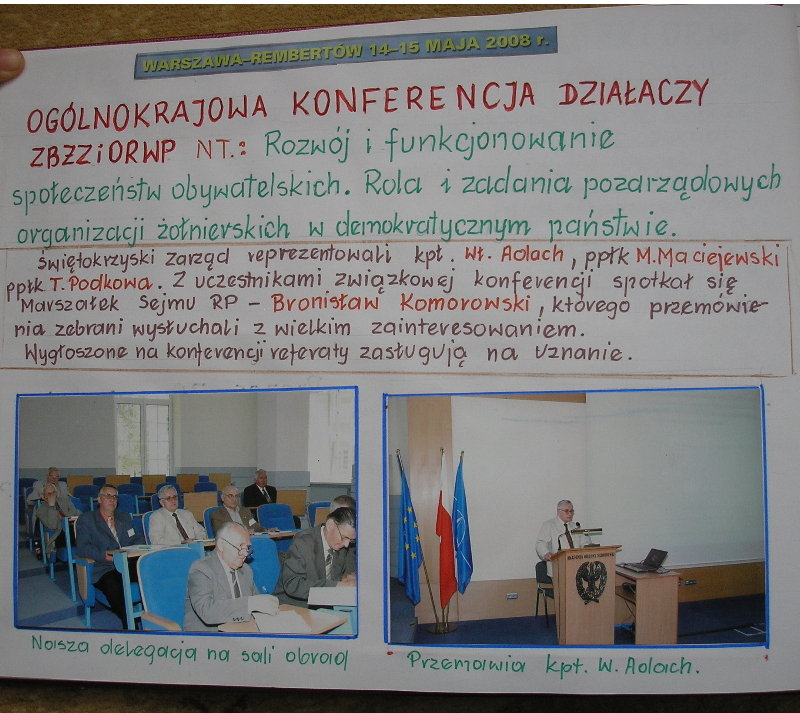 WARSZAWA–REMBERTÓW 14–15 MAJA 2008 r.
OGÓLNOKRAJOWA KONFERENCJA DZIAŁACZY
ZBŻZiORWP NT.: Rozwój i funkcjonowanie
społeczeństw obywatelskich. Rola i zadania pozarządowych
organizacji żołnierskich w demokratycznym państwie.
Świętokrzyski zarząd reprezentowali kpt. Wł. Adach, ppłk M.Maciejewski
ppłk T.Podkowa. Z uczestnikami związkowej konferencji spotkał się
Marszałek Sejmu RP – Bronisław Komorowski, którego przemówie-
nia zebrani wysłuchali z wielkim zainteresowaniem.
Wygłoszone na konferencji referaty zasługują na uznanie.
Nasza delegacja na sali obrad
Przemawia kpt. W. Adach.